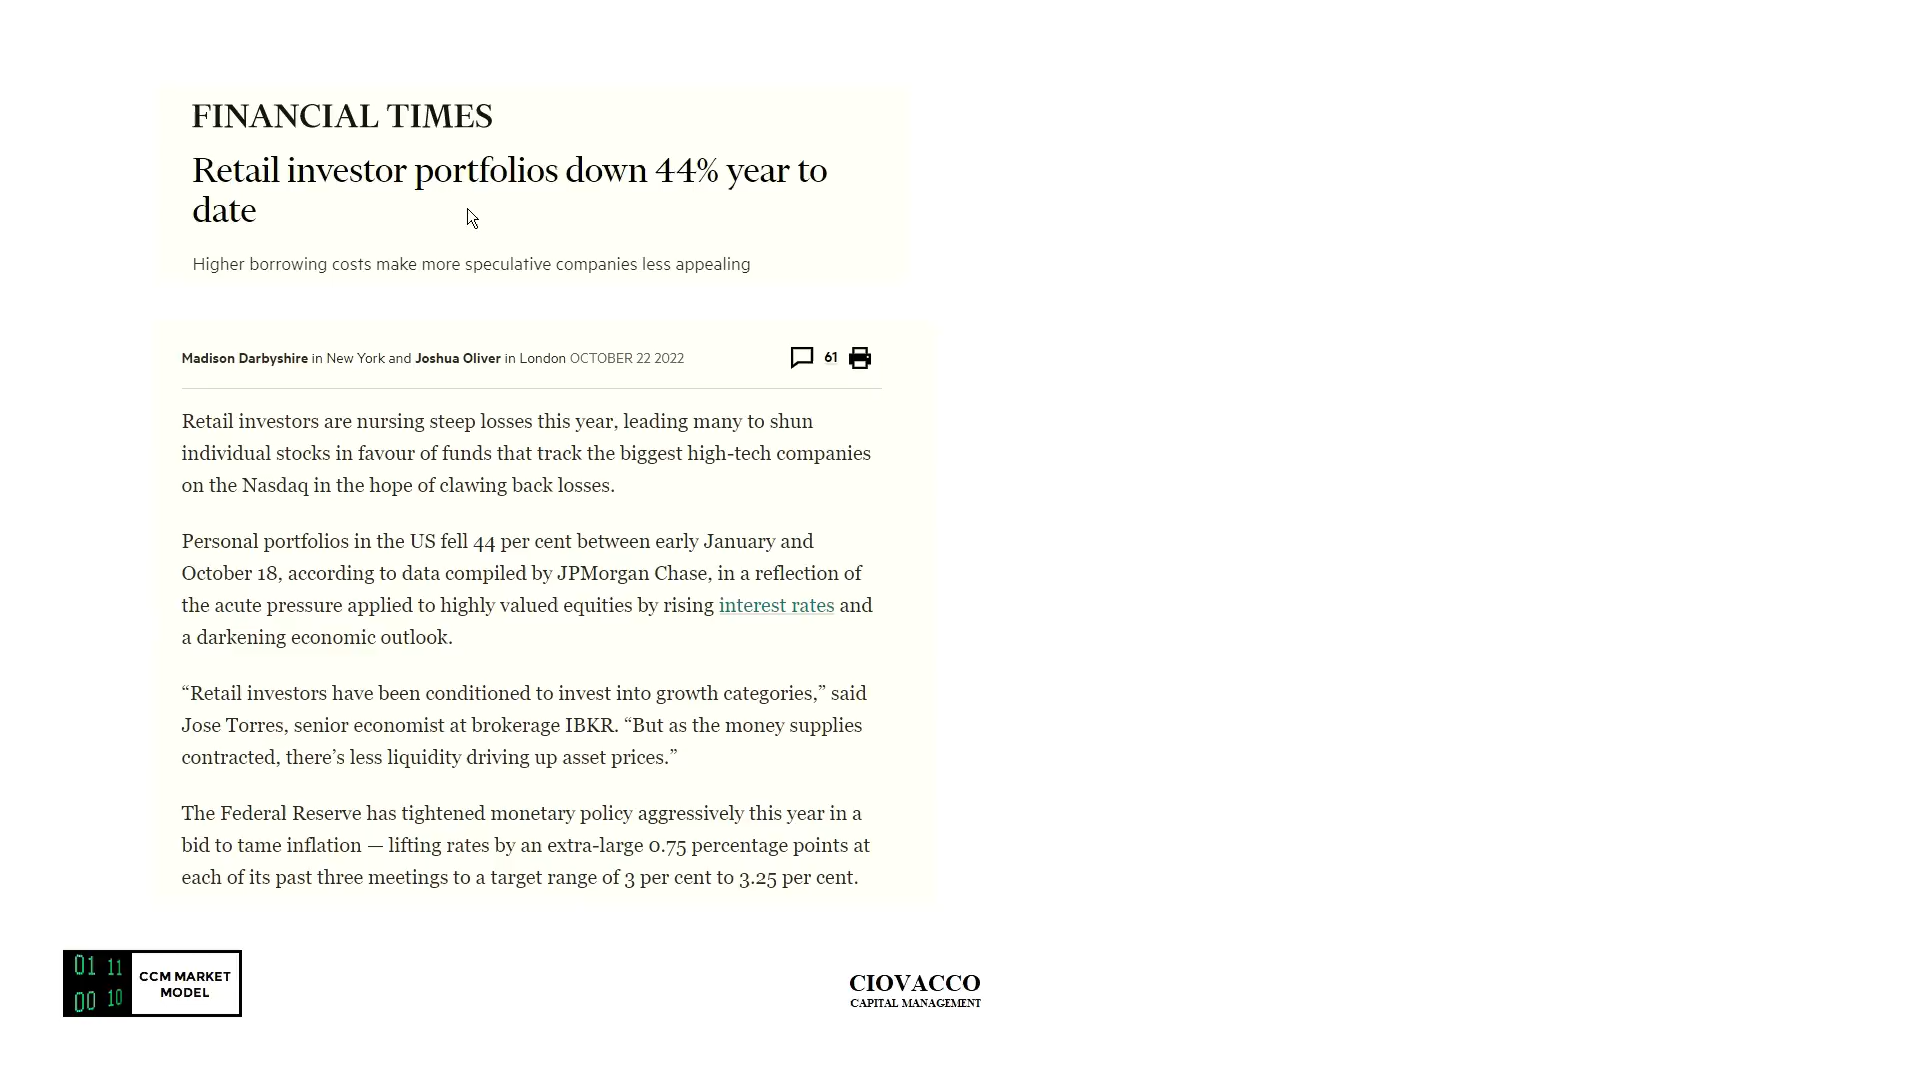 FINANCIAL TIMES
Retail investor portfolios down 44% year to
date
Higher borrowing costs make more speculative companies less appealing
Madison Darbyshire in New York and Joshua Oliver in London OCTOBER 22 2022
61
Retail investors are nursing steep losses this year, leading many to shun
individual stocks in favour of funds that track the biggest high-tech companies
on the Nasdaq in the hope of clawing back losses.
Personal portfolios in the US fell 44 per cent between early January and
October 18, according to data compiled by JPMorgan Chase, in a reflection of
the acute pressure applied to highly valued equities by rising interest rates and
a darkening economic outlook.
“Retail investors have been conditioned to invest into growth categories,” said
Jose Torres, senior economist at brokerage IBKR. “But as the money supplies
contracted, there’s less liquidity driving up asset prices.”
The Federal Reserve has tightened monetary policy aggressively this year in a
bid to tame inflation — lifting rates by an extra-large 0.75 percentage points at
each of its past three meetings to a target range of 3 per cent to 3.25 per cent.
01 11
00 10
CCM MARKET
MODEL
CIOVACCO
CAPITAL MANAGEMENT